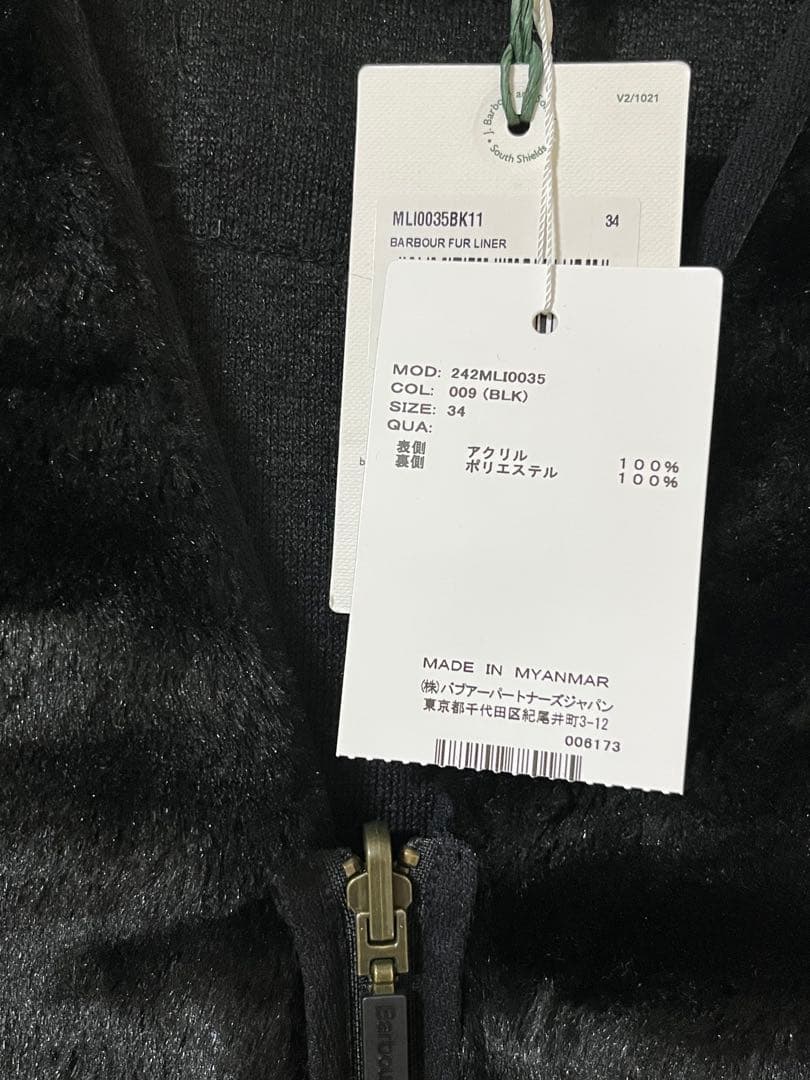 J. Barbour and So
South Shields
V2/1021
MLI0035BK11 34
BARBOUR FUR LINER
MOD: 242MLI0035
COL: 009 (BLK)
SIZE: 34
QUA:
表側 アクリル 100%
裏側 ポリエステル 100%
MADE IN MYANMAR
(株)バブアーパートナーズジャパン
東京都千代田区紀尾井町3-12
006173
Barbou